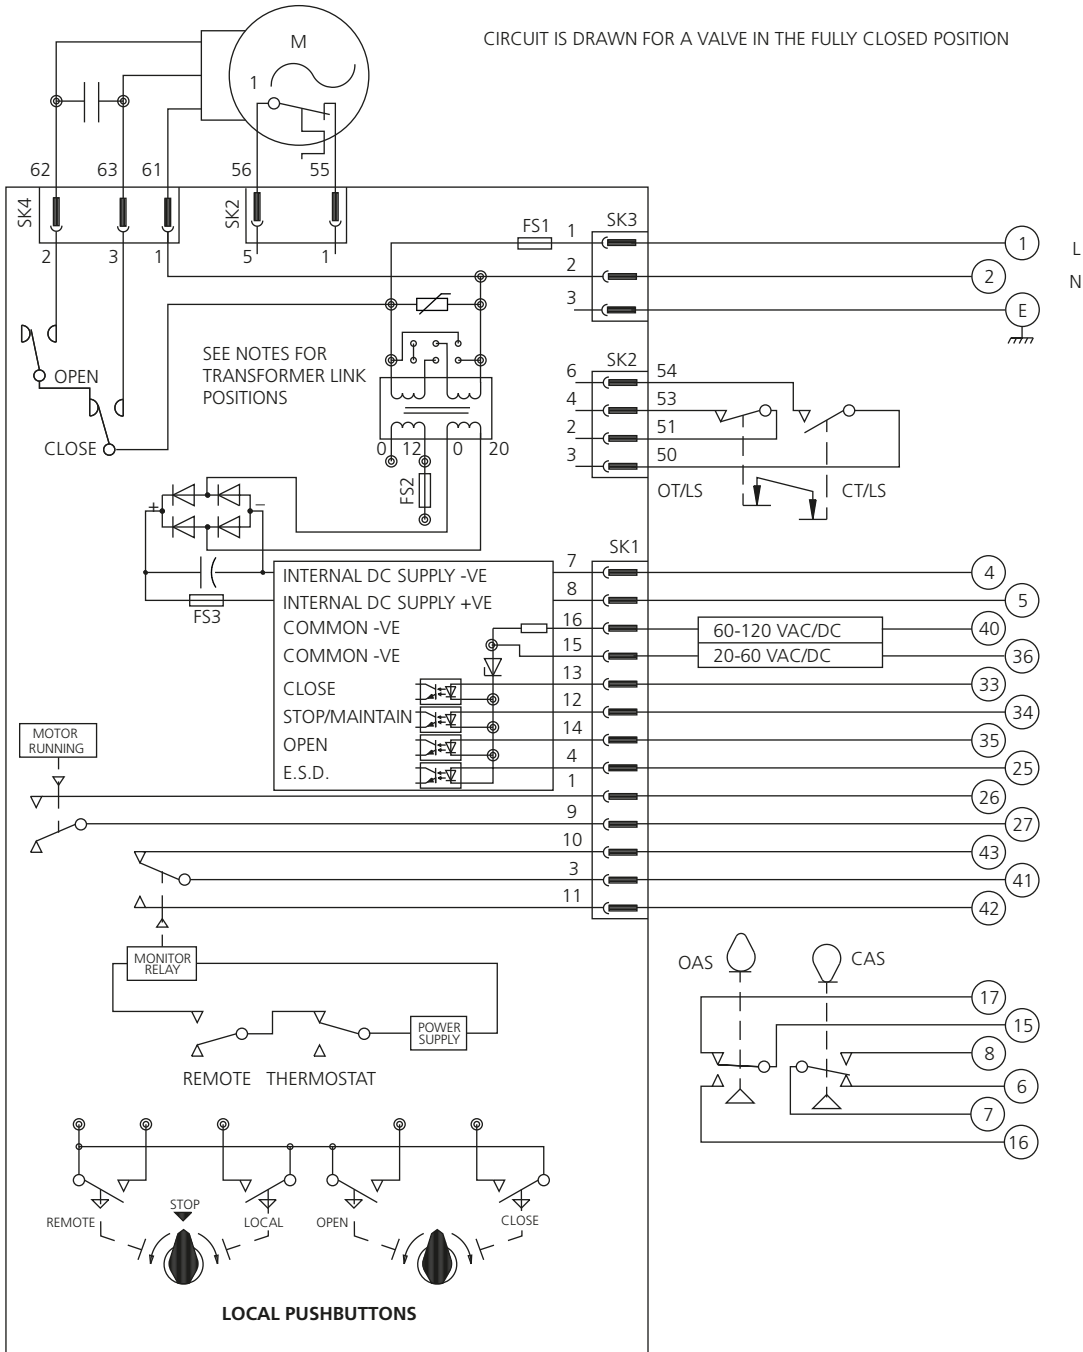 CIRCUIT IS DRAWN FOR A VALVE IN THE FULLY CLOSED POSITION
M
1
62 63 61 56 55
SK4
SK2
2 3 1 5 1
FS1
1
SK3
1
L
2
2
N
3
E
SEE NOTES FOR
TRANSFORMER LINK
POSITIONS
OPEN
CLOSE
0 12 0 20
FS2
SK2
6 54
4 53
2 51
3 50
OT/LS
CT/LS
+
–
FS3
SK1
INTERNAL DC SUPPLY -VE
7
4
INTERNAL DC SUPPLY +VE
8
5
COMMON -VE
16
60-120 VAC/DC
40
COMMON -VE
15
20-60 VAC/DC
36
CLOSE
13
33
STOP/MAINTAIN
12
34
OPEN
14
35
E.S.D.
4
25
1
26
MOTOR
RUNNING
9
27
10
43
3
41
11
42
MONITOR
RELAY
POWER
SUPPLY
REMOTE THERMOSTAT
OAS
CAS
17
15
8
6
7
16
REMOTE
STOP
LOCAL
OPEN
CLOSE
LOCAL PUSHBUTTONS